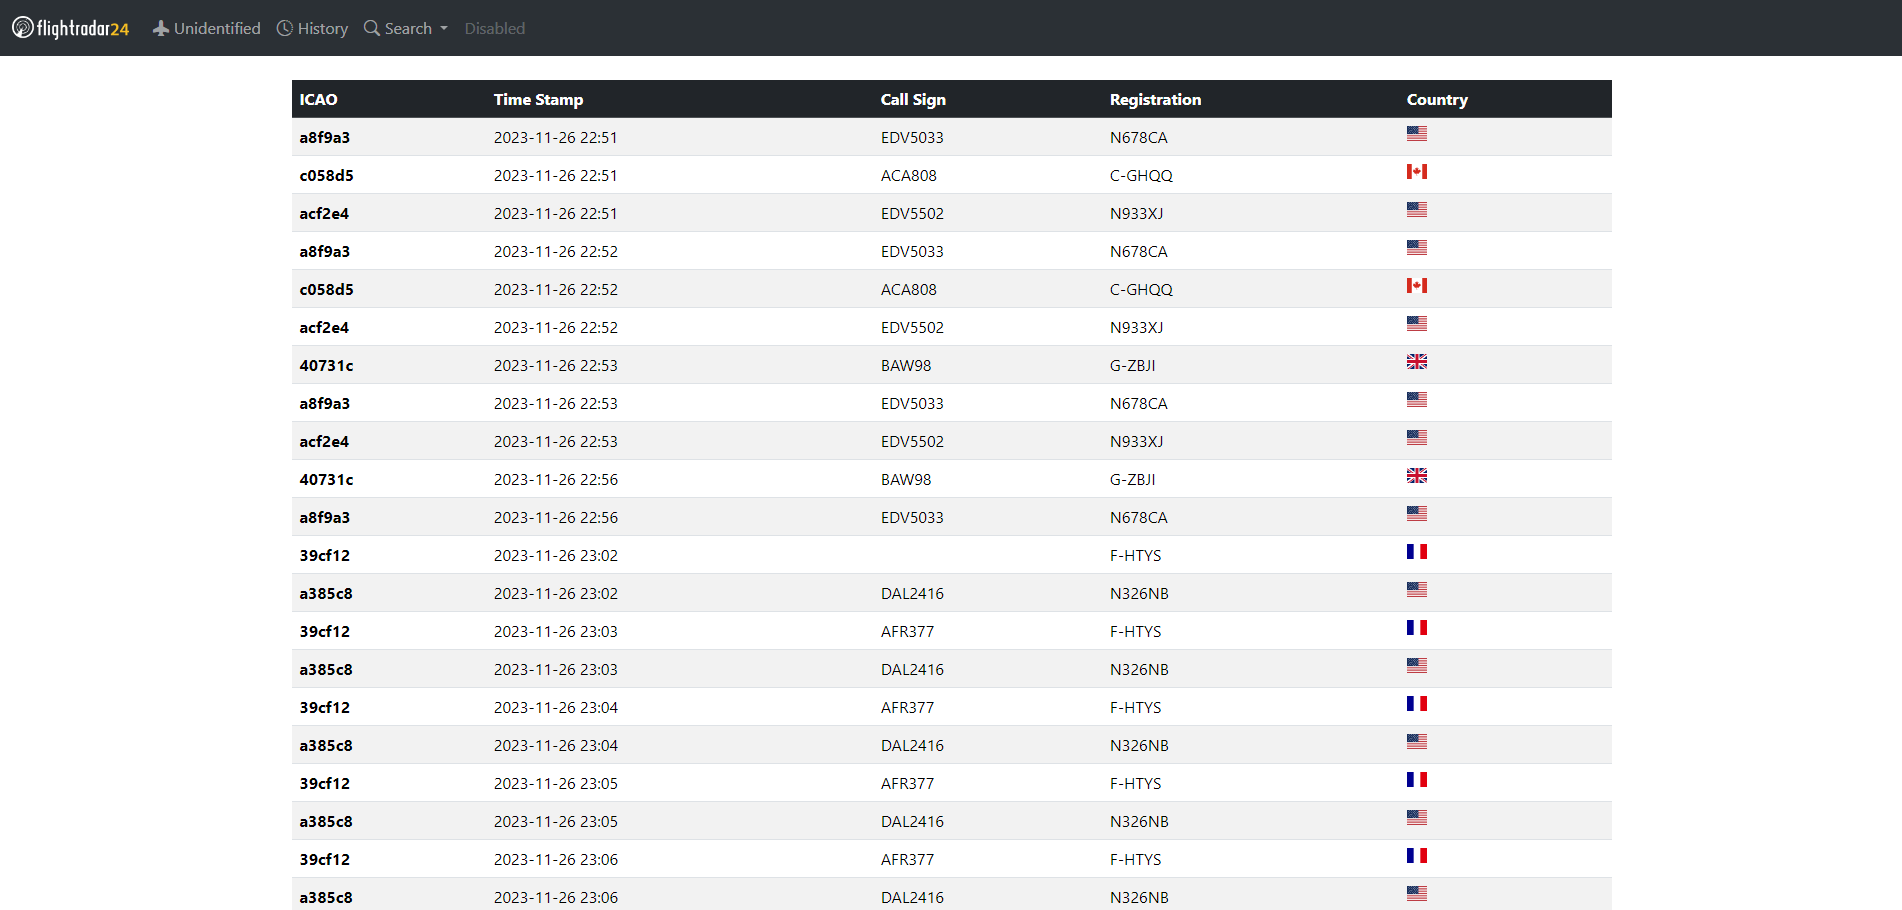 flightradar24 Unidentified History Search Disabled
ICAO Time Stamp Call Sign Registration Country
a8f9a3 2023-11-26 22:51 EDV5033 N678CA
c058d5 2023-11-26 22:51 ACA808 C-GHQQ
acf2e4 2023-11-26 22:51 EDV5502 N933XJ
a8f9a3 2023-11-26 22:52 EDV5033 N678CA
c058d5 2023-11-26 22:52 ACA808 C-GHQQ
acf2e4 2023-11-26 22:52 EDV5502 N933XJ
40731c 2023-11-26 22:53 BAW98 G-ZBJI
a8f9a3 2023-11-26 22:53 EDV5033 N678CA
acf2e4 2023-11-26 22:53 EDV5502 N933XJ
40731c 2023-11-26 22:56 BAW98 G-ZBJI
a8f9a3 2023-11-26 22:56 EDV5033 N678CA
39cf12 2023-11-26 23:02 F-HTYS
a385c8 2023-11-26 23:02 DAL2416 N326NB
39cf12 2023-11-26 23:03 AFR377 F-HTYS
a385c8 2023-11-26 23:03 DAL2416 N326NB
39cf12 2023-11-26 23:04 AFR377 F-HTYS
a385c8 2023-11-26 23:04 DAL2416 N326NB
39cf12 2023-11-26 23:05 AFR377 F-HTYS
a385c8 2023-11-26 23:05 DAL2416 N326NB
39cf12 2023-11-26 23:06 AFR377 F-HTYS
a385c8 2023-11-26 23:06 DAL2416 N326NB